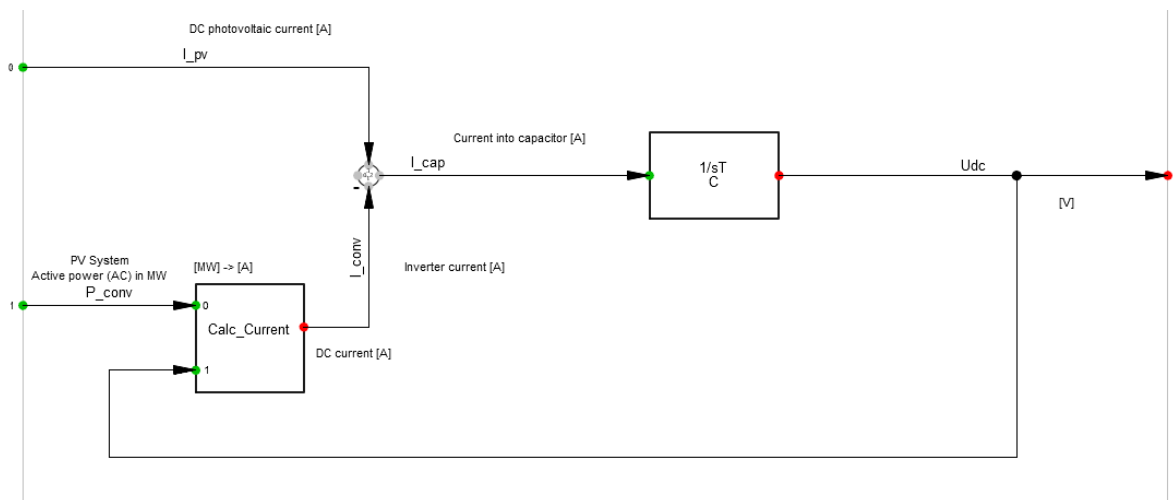 DC photovoltaic current [A]
I_pv
0
Current into capacitor [A]
I_cap
-
1/sT
C
Udc
[V]
I_conv
Inverter current [A]
PV System
Active power (AC) in MW
P_conv
1
[MW] -> [A]
0
Calc_Current
1
DC current [A]